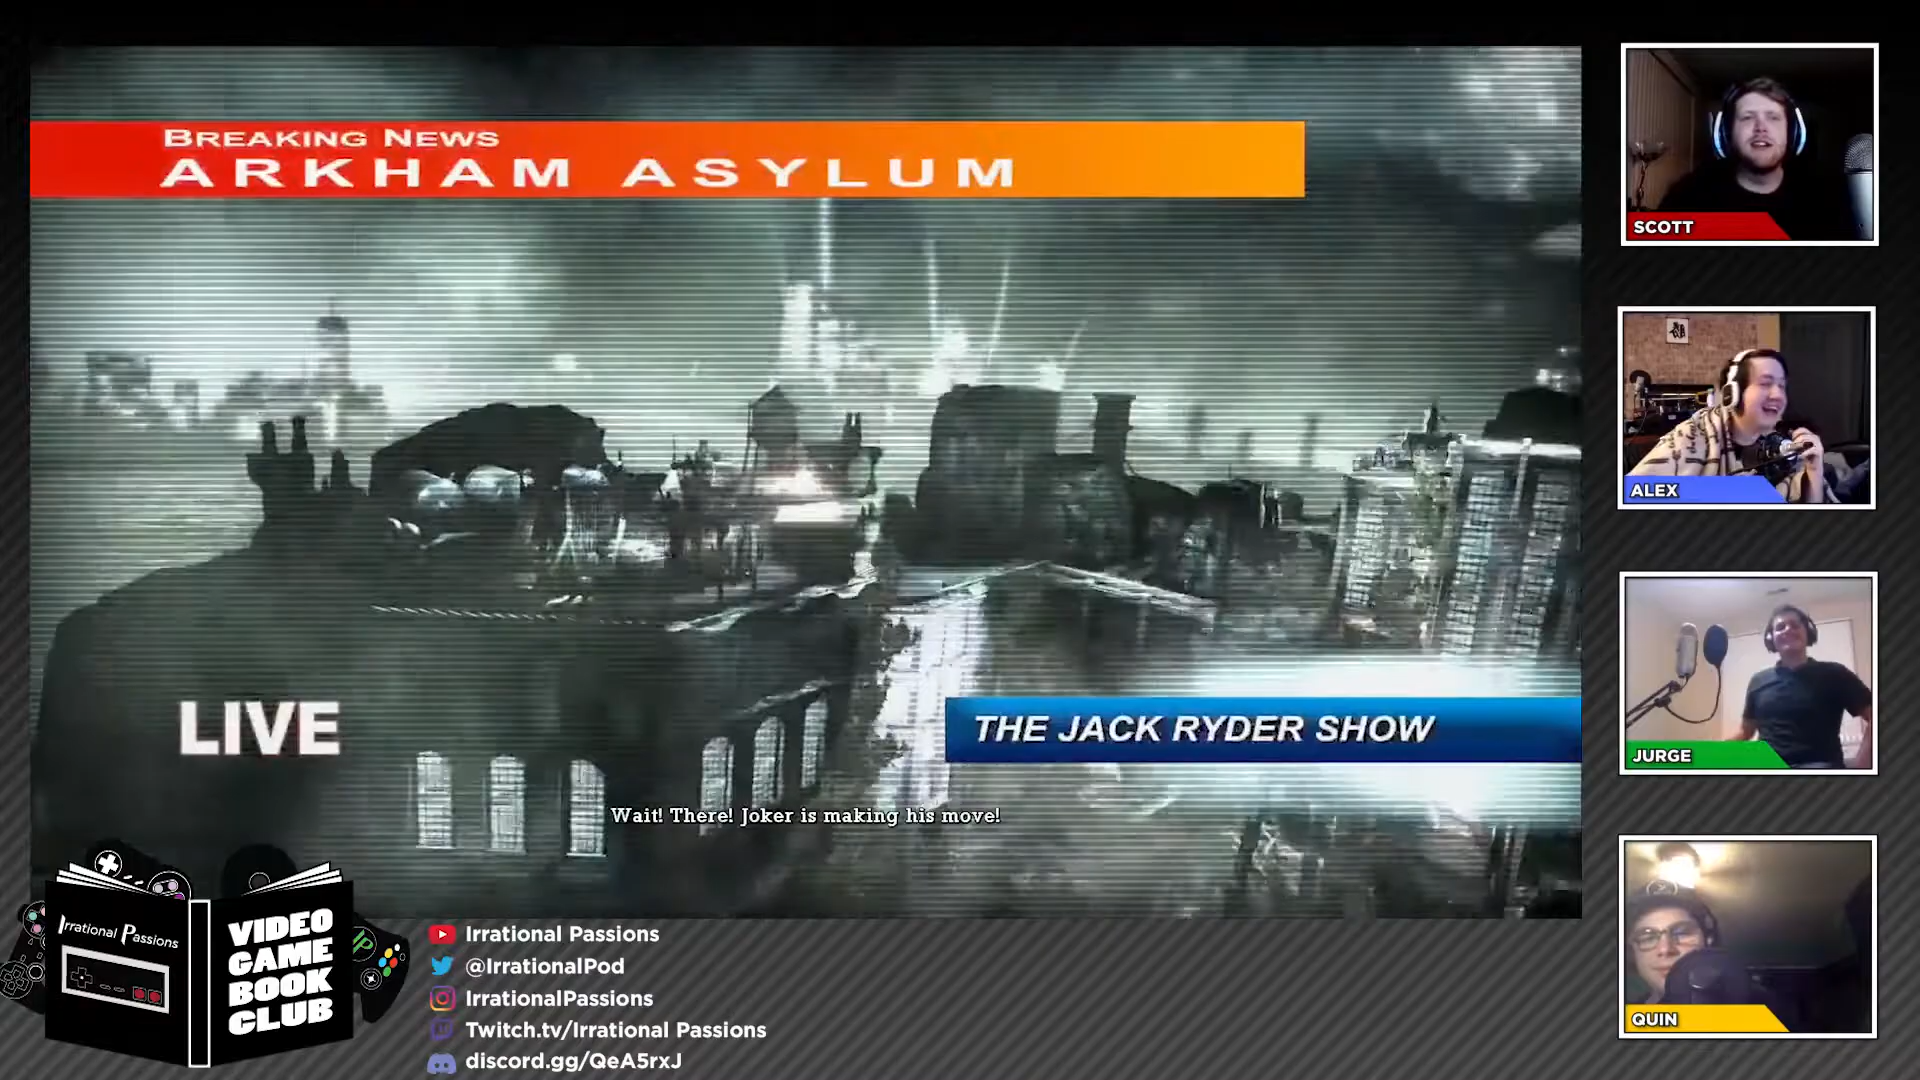 BREAKING NEWS
ARKHAM ASYLUM
LIVE
THE JACK RYDER SHOW
Wait! There! Joker is making his move!
SCOTT
ALEX
JURGE
QUIN
Irrational Passions
VIDEO
GAME
BOOK
CLUB
Irrational Passions
@IrrationalPod
IrrationalPassions
Twitch.tv/Irrational Passions
discord.gg/QeA5rxJ